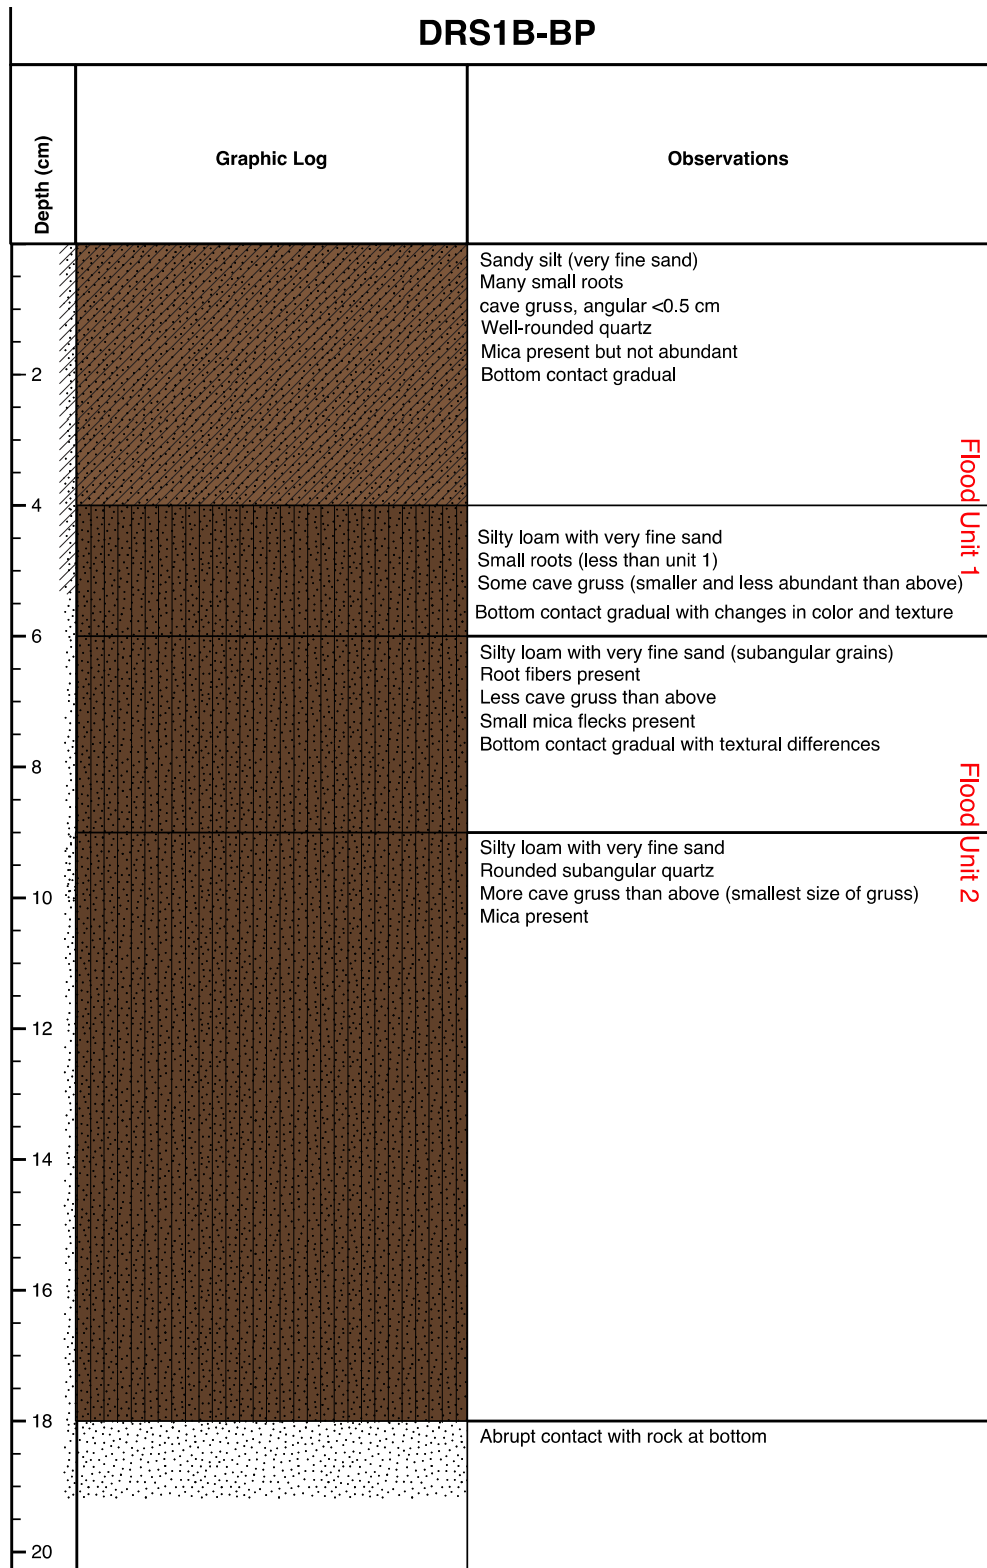 DRS1B-BP
Depth (cm)
Graphic Log
Observations
Sandy silt (very fine sand)
Many small roots
cave gruss, angular <0.5 cm
Well-rounded quartz
Mica present but not abundant
Bottom contact gradual
2
4
Flood Unit 1
Silty loam with very fine sand
Small roots (less than unit 1)
Some cave gruss (smaller and less abundant than above)
Bottom contact gradual with changes in color and texture
6
Silty loam with very fine sand (subangular grains)
Root fibers present
Less cave gruss than above
Small mica flecks present
Bottom contact gradual with textural differences
8
Flood Unit 2
Silty loam with very fine sand
Rounded subangular quartz
More cave gruss than above (smallest size of gruss)
Mica present
10
12
14
16
18
Abrupt contact with rock at bottom
20